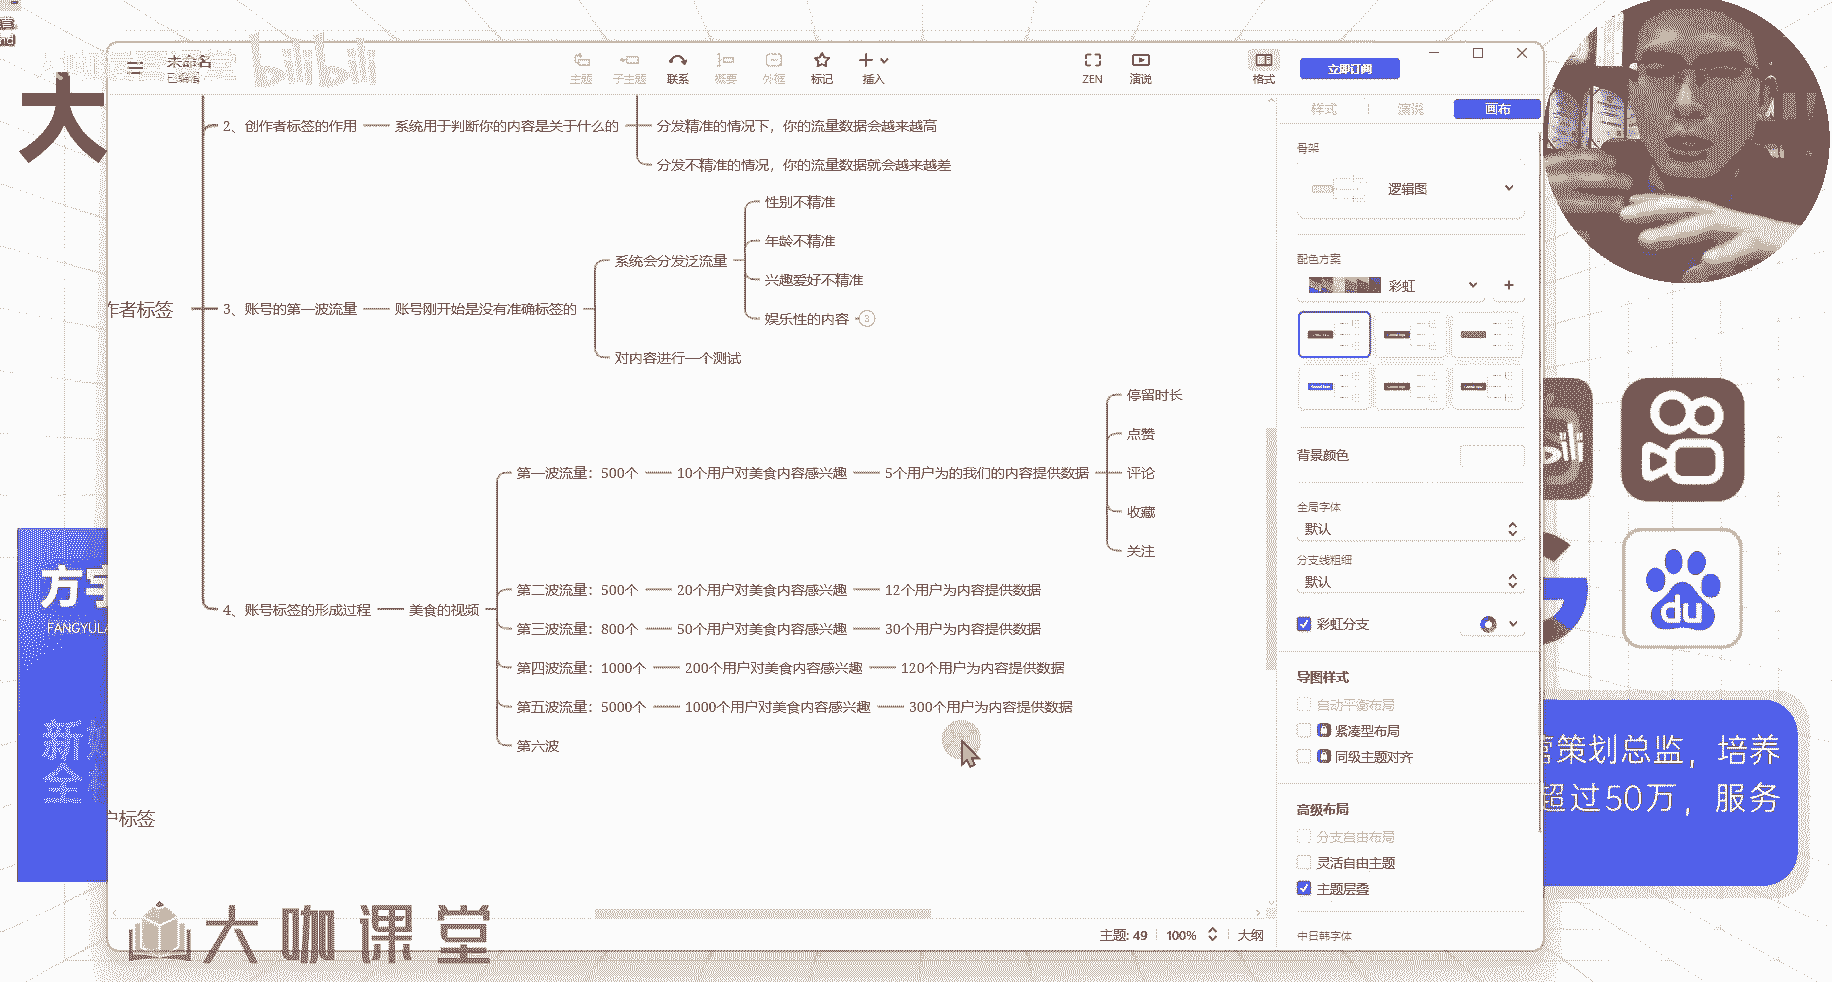 nd
大
bilibili
未命名
已编辑
主题
子主题
联系
概要
外框
标记
插入
ZEN
演说
格式
立即订阅
样式
演说
画布
2、创作者标签的作用
系统用于判断你的内容是关于什么的
分发精准的情况下，你的流量数据会越来越高
分发不精准的情况，你的流量数据就会越来越差
作者标签
3、账号的第一波流量
账号刚开始是没有准确标签的
系统会分发泛流量
性别不精准
年龄不精准
兴趣爱好不精准
娱乐性的内容
3
对内容进行一个测试
4、账号标签的形成过程
美食的视频
第一波流量：500个
10个用户对美食内容感兴趣
5个用户为的我们的内容提供数据
停留时长
点赞
评论
收藏
关注
第二波流量：500个
20个用户对美食内容感兴趣
12个用户为内容提供数据
第三波流量：800个
50个用户对美食内容感兴趣
30个用户为内容提供数据
第四波流量：1000个
200个用户对美食内容感兴趣
120个用户为内容提供数据
第五波流量：5000个
1000个用户对美食内容感兴趣
300个用户为内容提供数据
第六波
户标签
骨架
逻辑图
配色方案
彩虹
背景颜色
全局字体
默认
分支线粗细
默认
彩虹分支
导图样式
自动平衡布局
紧凑型布局
同级主题对齐
高级布局
分支自由布局
灵活自由主题
主题层叠
中日韩字体
主题: 49
100%
大纲
方宇
FANGYULA
新
全
bili
du
营策划总监，培养
超过50万，服务
大咖课堂